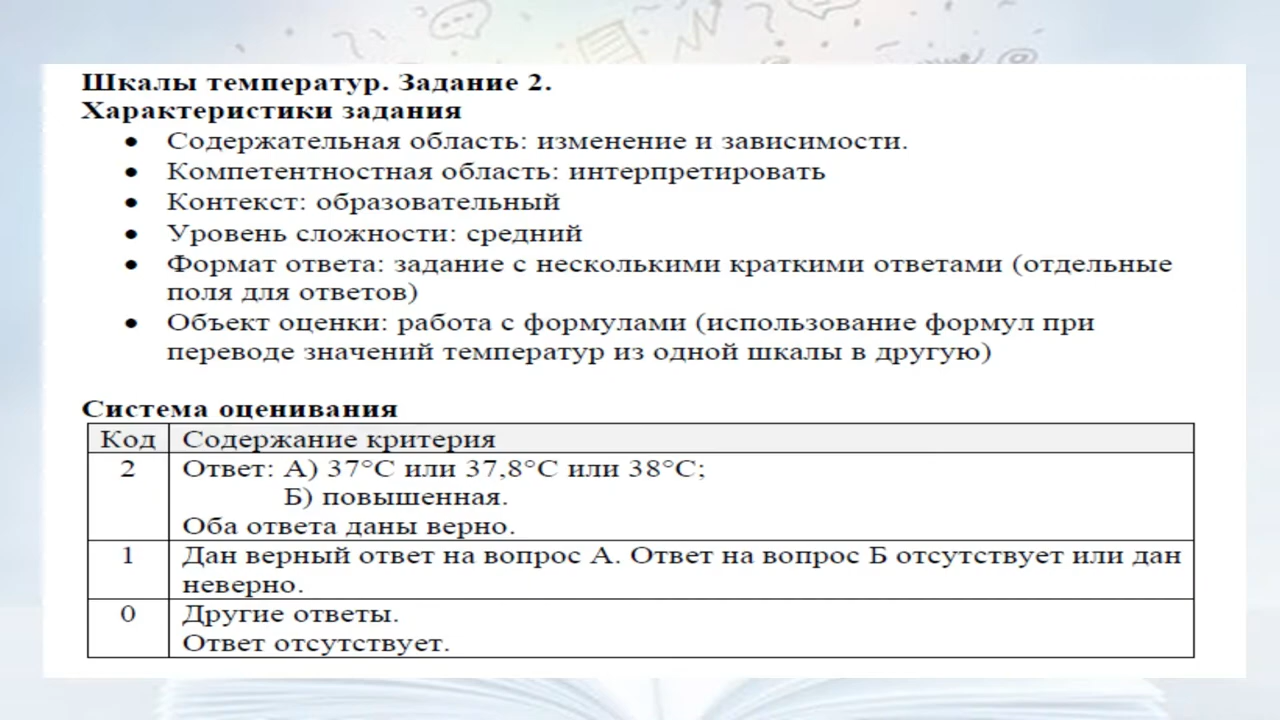 Шкалы температур. Задание 2.
Характеристики задания
• Содержательная область: изменение и зависимости.
• Компетентностная область: интерпретировать
• Контекст: образовательный
• Уровень сложности: средний
• Формат ответа: задание с несколькими краткими ответами (отдельные
поля для ответов)
• Объект оценки: работа с формулами (использование формул при
переводе значений температур из одной шкалы в другую)
Система оценивания
Код Содержание критерия
2 Ответ: А) 37°С или 37,8°С или 38°С;
Б) повышенная.
Оба ответа даны верно.
1 Дан верный ответ на вопрос А. Ответ на вопрос Б отсутствует или дан
неверно.
0 Другие ответы.
Ответ отсутствует.